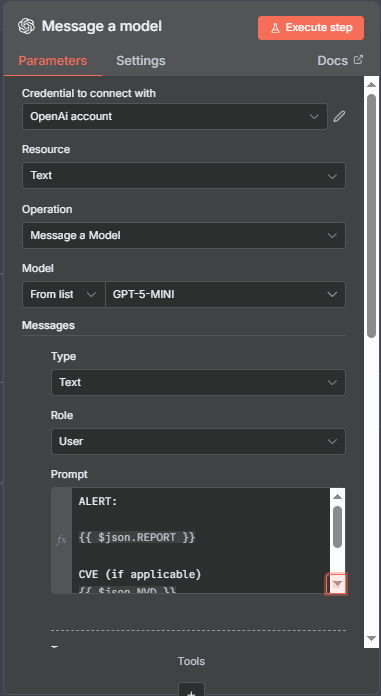 Message a model
Execute step
Parameters Settings Docs
Credential to connect with
OpenAi account
Resource
Text
Operation
Message a Model
Model
From list GPT-5-MINI
Messages
Type
Text
Role
User
Prompt
fx
ALERT:
{{ $json.REPORT }}
CVE (if applicable)
{{ $json.NVD }}
Tools
+